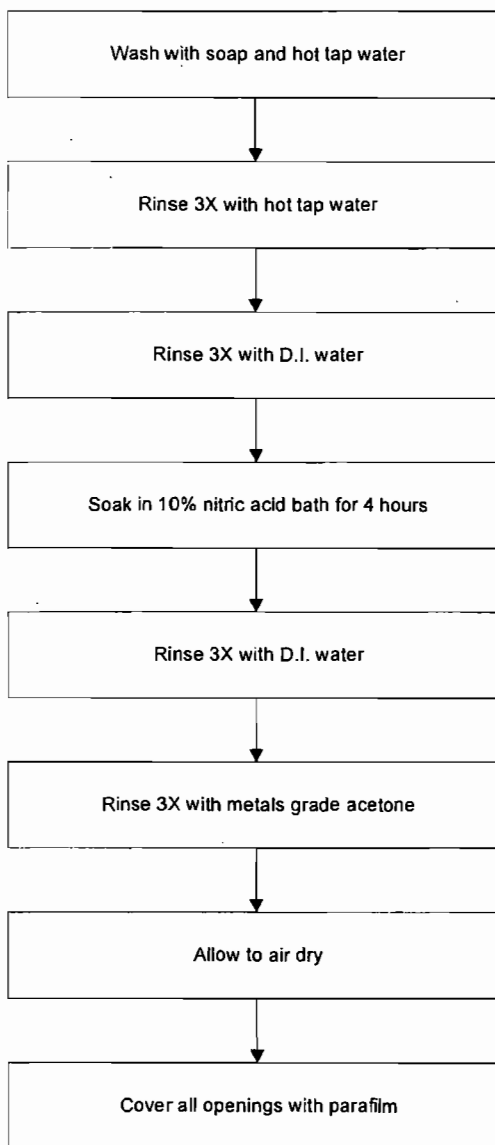 Wash with soap and hot tap water
Rinse 3X with hot tap water
Rinse 3X with D.I. water
Soak in 10% nitric acid bath for 4 hours
Rinse 3X with D.I. water
Rinse 3X with metals grade acetone
Allow to air dry
Cover all openings with parafilm